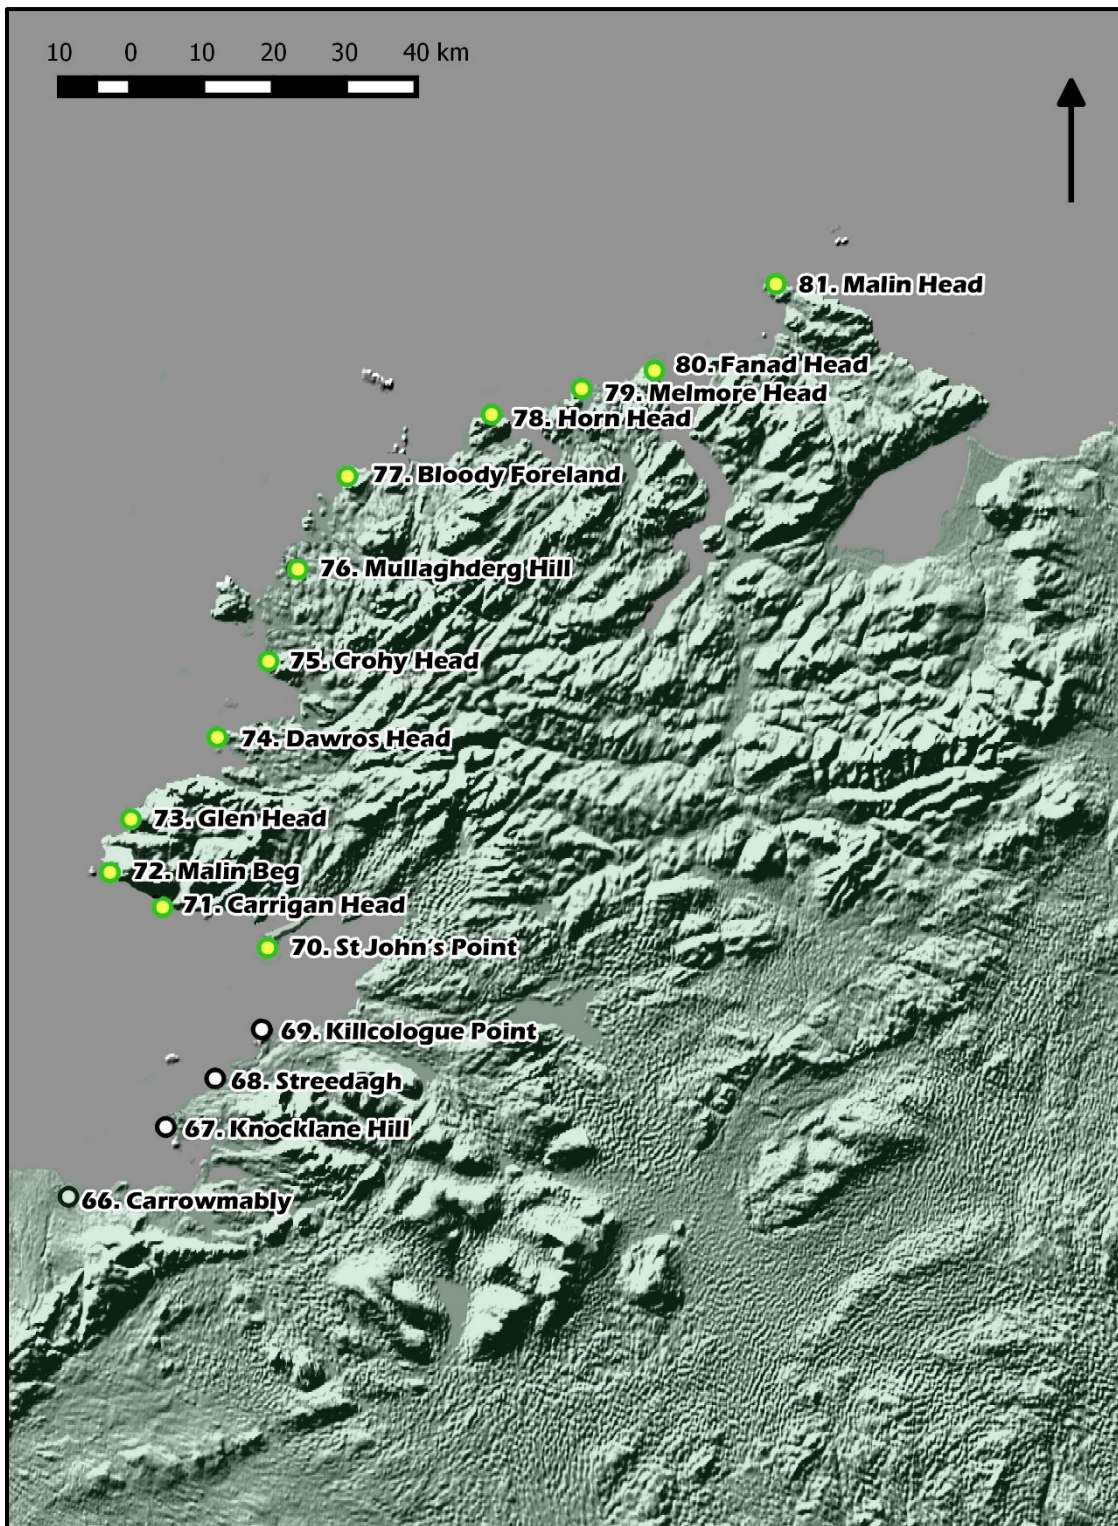 10 0 10 20 30 40 km
81. Malin Head
80. Fanad Head
79. Melmore Head
78. Horn Head
77. Bloody Foreland
76. Mullaghderg Hill
75. Crohy Head
74. Dawros Head
73. Glen Head
72. Malin Beg
71. Carrigan Head
70. St John's Point
69. Killcologue Point
68. Streedagh
67. Knocklane Hill
66. Carrowmably